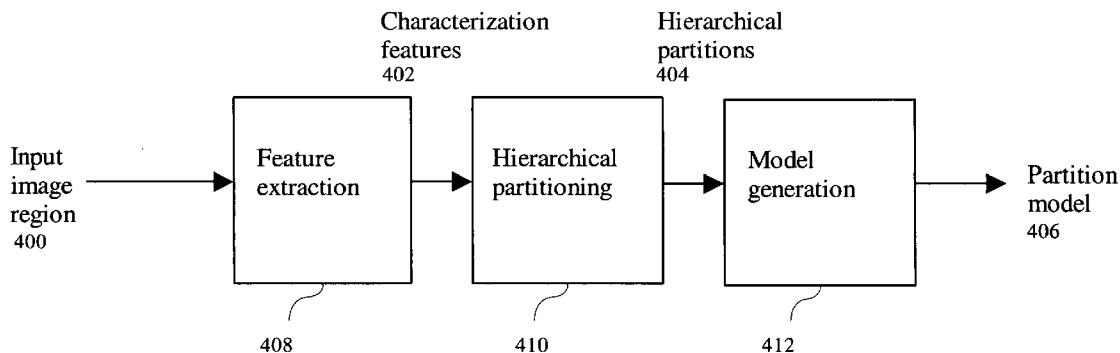 Characterization
features
402
Hierarchical
partitions
404
Input
image
region
400
Feature
extraction
Hierarchical
partitioning
Model
generation
Partition
model
406
408
410
412